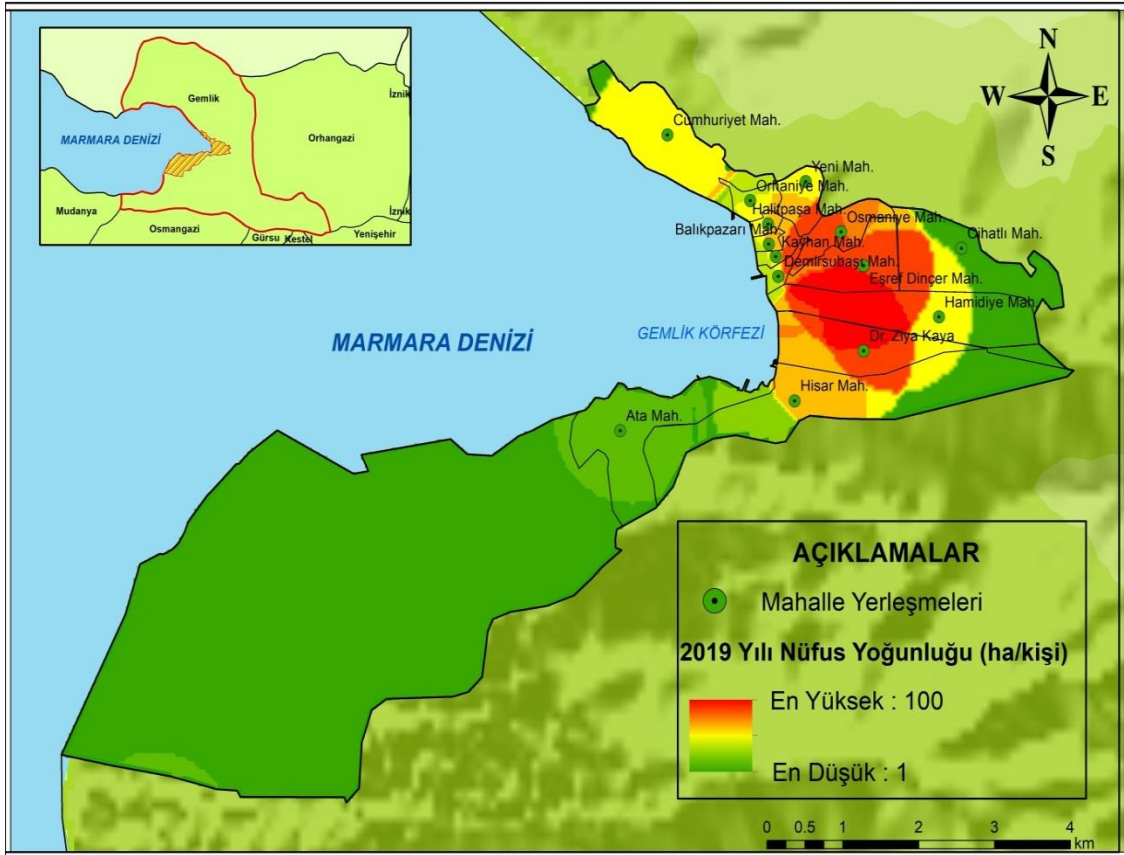 Gemlik
İznik
MARMARA DENİZİ
Orhangazi
Mudanya
Osmangazi
Gürsu
Kestel
Yenişehir
İznik
N
W
E
S
Cumhuriyet Mah.
Yeni Mah.
Orhaniye Mah.
Halitpaşa Mah.
Osmaniye Mah.
Balıkpazarı Mah.
Kayhan Mah.
Cihatlı Mah.
Demirsubaşı Mah.
Eşref Dinçer Mah.
Hamidiye Mah.
MARMARA DENİZİ
GEMLİK KÖRFEZİ
Dr. Ziya Kaya
Hisar Mah.
Ata Mah.
AÇIKLAMALAR
Mahalle Yerleşmeleri
2019 Yılı Nüfus Yoğunluğu (ha/kişi)
En Yüksek : 100
En Düşük : 1
0 0.5 1 2 3 4
km